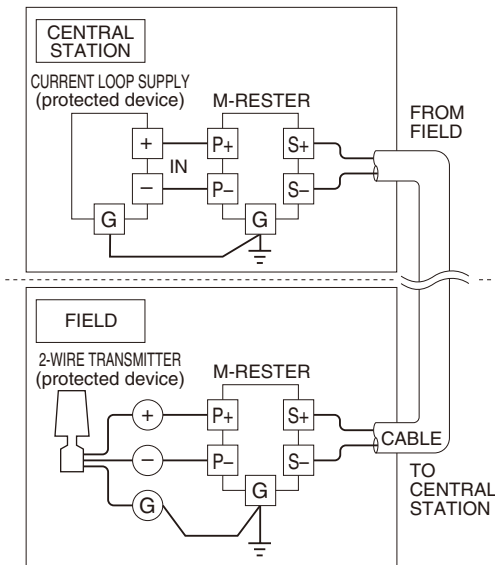 CENTRAL
STATION
CURRENT LOOP SUPPLY
(protected device)
M-RESTER
FROM
FIELD
+
P+
S+
IN
–
P–
S–
G
G
FIELD
2-WIRE TRANSMITTER
(protected device)
M-RESTER
+
P+
S+
CABLE
–
P–
S–
TO
CENTRAL
STATION
G
G